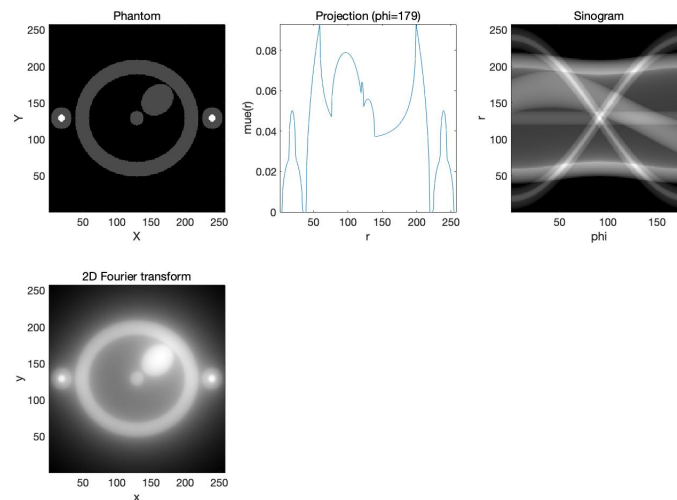 Phantom
250
200
150
100
50
50 100 150 200 250
X
Y
Projection (phi=179)
0.08
0.06
0.04
0.02
0
50 100 150 200 250
r
mue(r)
Sinogram
250
200
150
100
50
50 100 150
phi
r
2D Fourier transform
250
200
150
100
50
50 100 150 200 250
x
y